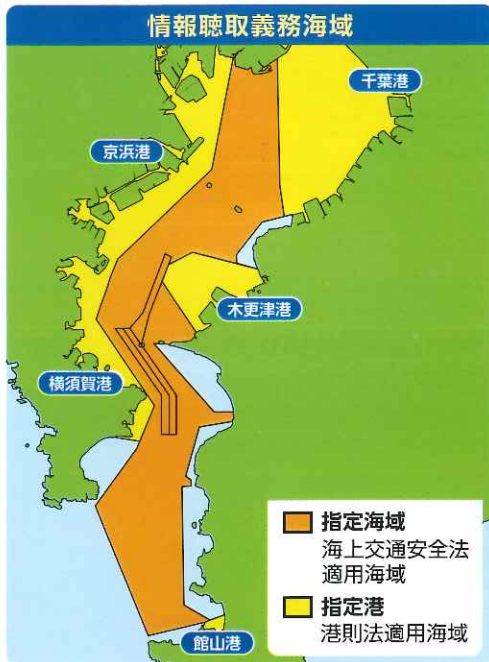 情報聴取義務海域
千葉港
京浜港
木更津港
横須賀港
指定海域
海上交通安全法
適用海域
指定港
港則法適用海域
館山港